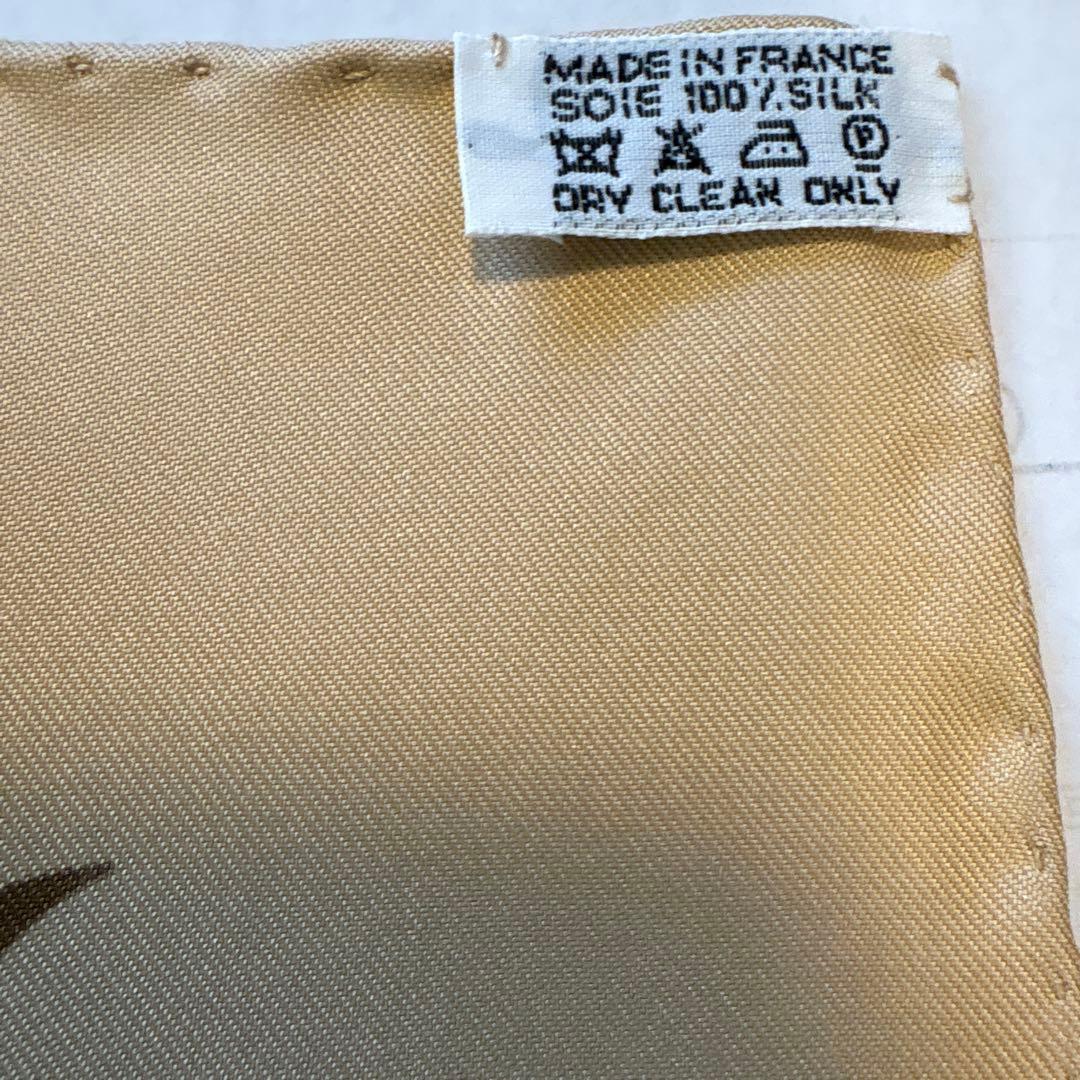 MADE IN FRANCE
SOIE 100% SILK
P
DRY CLEAN ONLY